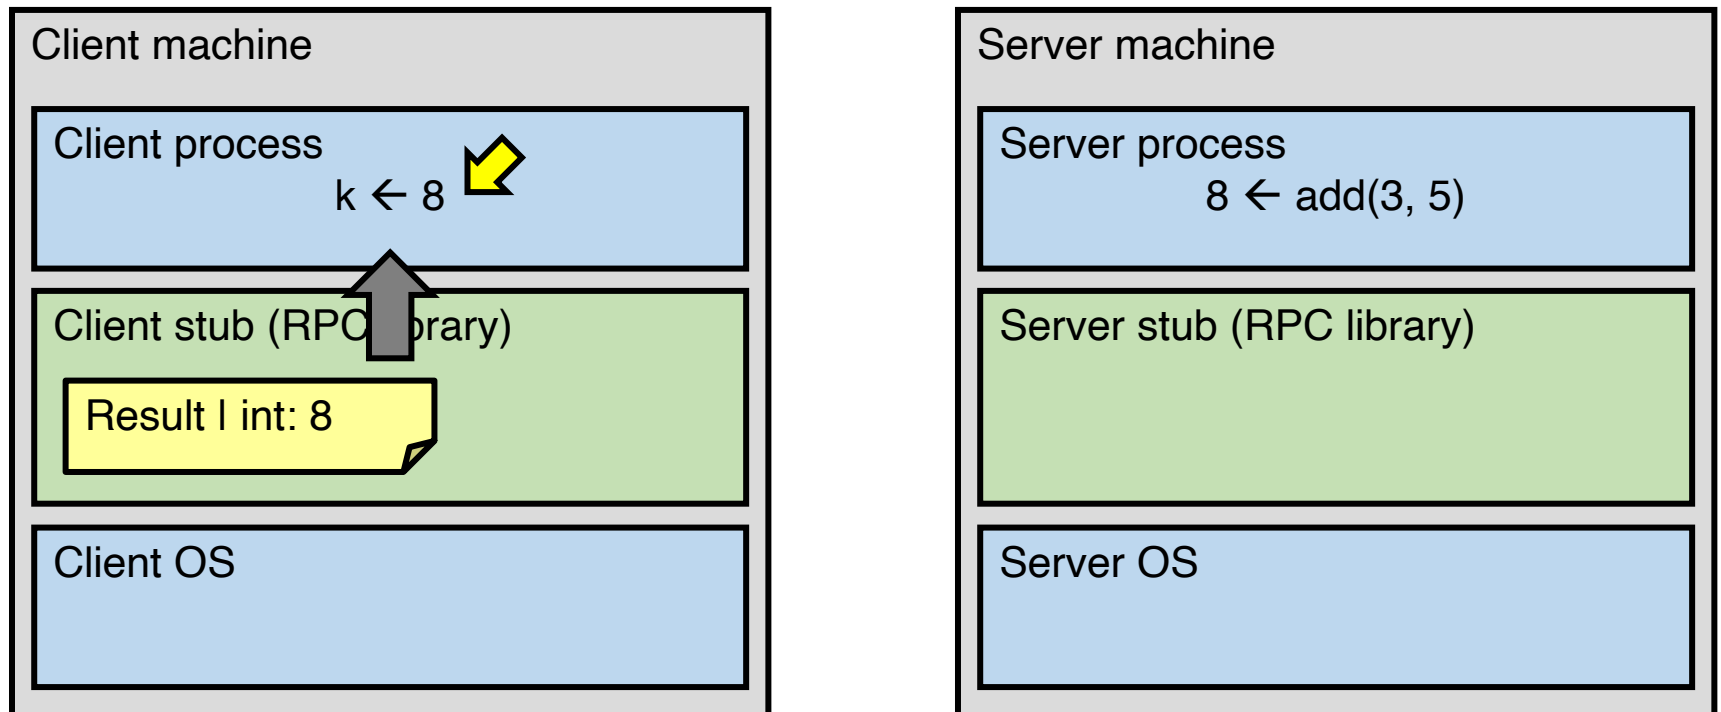 Client machine
Client process
k ← 8
Client stub (RPC brary)
Result | int: 8
Client OS
Server machine
Server process
8 ← add(3, 5)
Server stub (RPC library)
Server OS